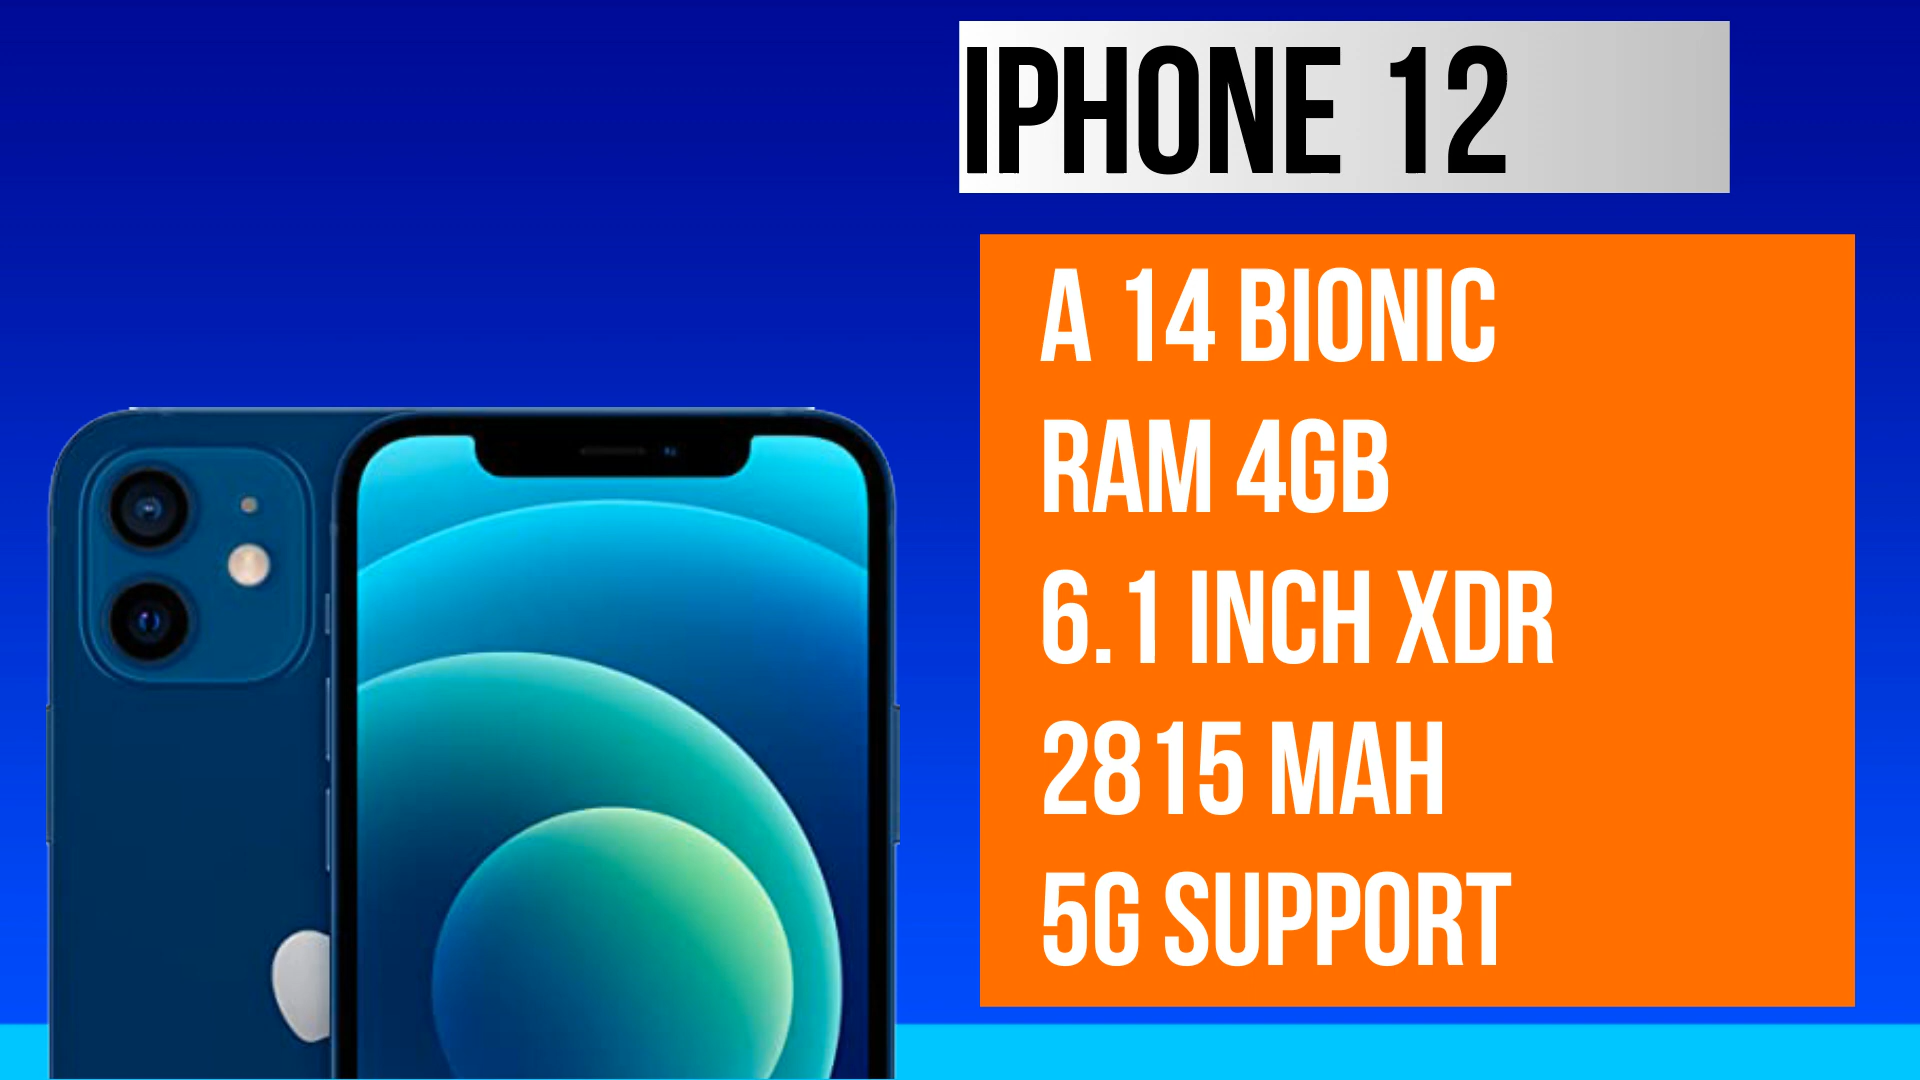 IPHONE 12
A 14 BIONIC
RAM 4GB
6.1 INCH XDR
2815 MAH
5G SUPPORT